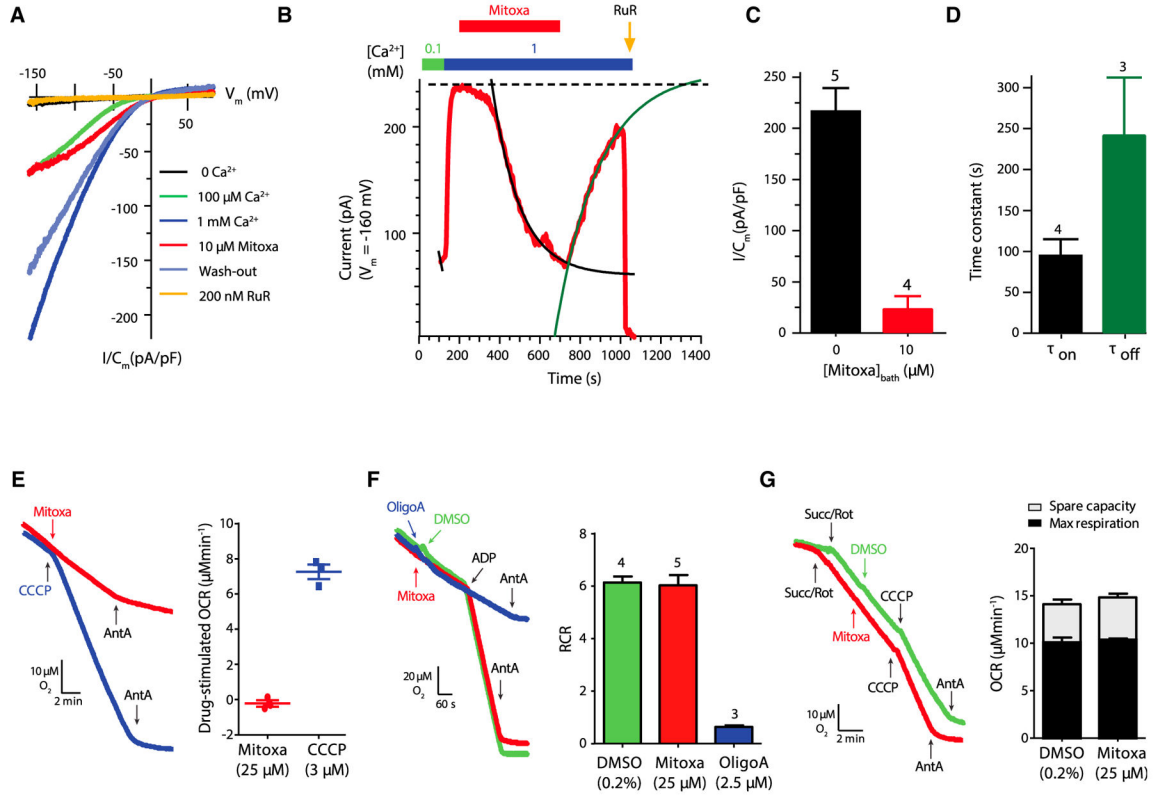 A
-150
-50
V_m (mV)
50
-50
-100
-150
-200
0 Ca²⁺
100 μM Ca²⁺
1 mM Ca²⁺
10 μM Mitoxa
Wash-out
200 nM RuR
I/C_m(pA/pF)
B
Mitoxa
RuR
[Ca²⁺]
(mM)
0.1
1
200
100
Current (pA)
(V_m = -160 mV)
0
200
400
600
800
1000
1200
1400
Time (s)
C
I/C_m(pA/pF)
250
200
150
100
50
0
5
4
0
10
[Mitoxa]_bath (μM)
D
Time constant (s)
300
250
200
150
100
50
0
4
3
τ on
τ off
E
Mitoxa
CCCP
AntA
AntA
10 μM
O₂
2 min
Drug-stimulated OCR (μMmin⁻¹)
10
8
6
4
2
0
-2
Mitoxa
(25 μM)
CCCP
(3 μM)
F
OligoA
DMSO
Mitoxa
ADP
AntA
AntA
20 μM
O₂
60 s
RCR
8
6
4
2
0
4
5
3
DMSO
(0.2%)
Mitoxa
(25 μM)
OligoA
(2.5 μM)
G
Succ/Rot
DMSO
Succ/Rot
Mitoxa
CCCP
CCCP
AntA
AntA
10 μM
O₂
2 min
Spare capacity
Max respiration
OCR (μMmin⁻¹)
20
15
10
5
0
DMSO
(0.2%)
Mitoxa
(25 μM)